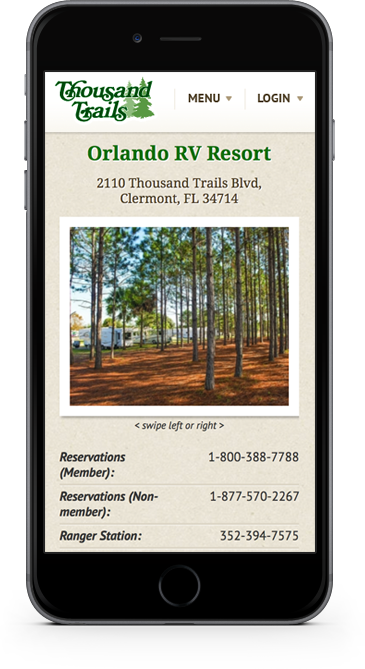 Thousand
Trails
MENU
LOGIN
Orlando RV Resort
2110 Thousand Trails Blvd,
Clermont, FL 34714
< swipe left or right >
Reservations
(Member):
1-800-388-7788
Reservations (Non-
member):
1-877-570-2267
Ranger Station:
352-394-7575